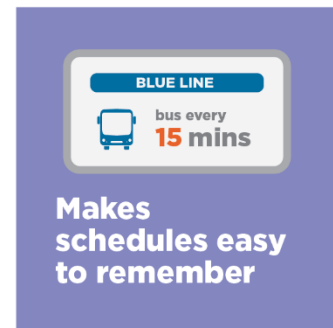 BLUE LINE
bus every
15 mins
Makes
schedules easy
to remember